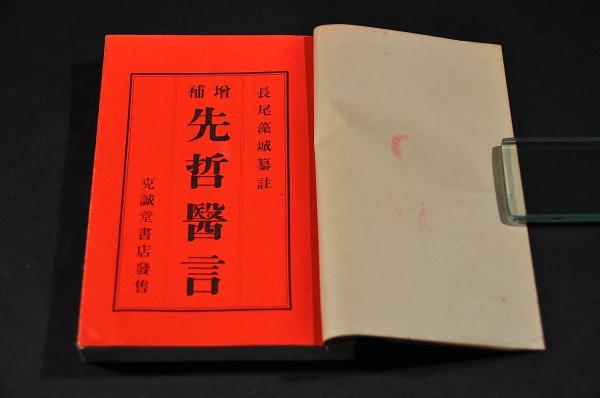 長尾藻城纂註
增補
先哲醫言
克誠堂書店發售